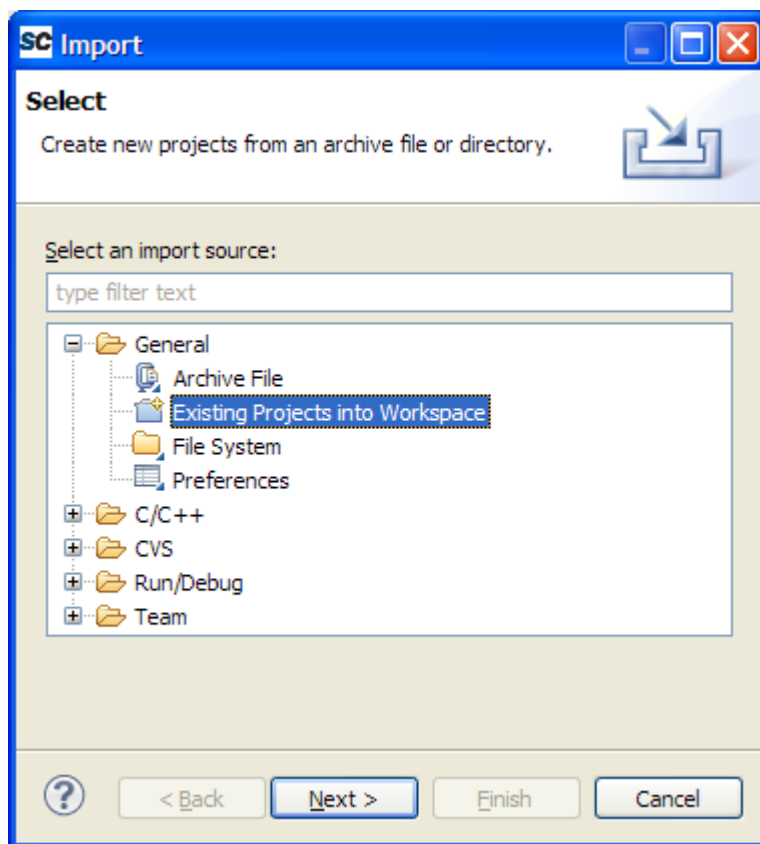 SC Import
Select
Create new projects from an archive file or directory.
Select an import source:
type filter text
General
Archive File
Existing Projects into Workspace
File System
Preferences
C/C++
CVS
Run/Debug
Team
? < Back Next > Finish Cancel